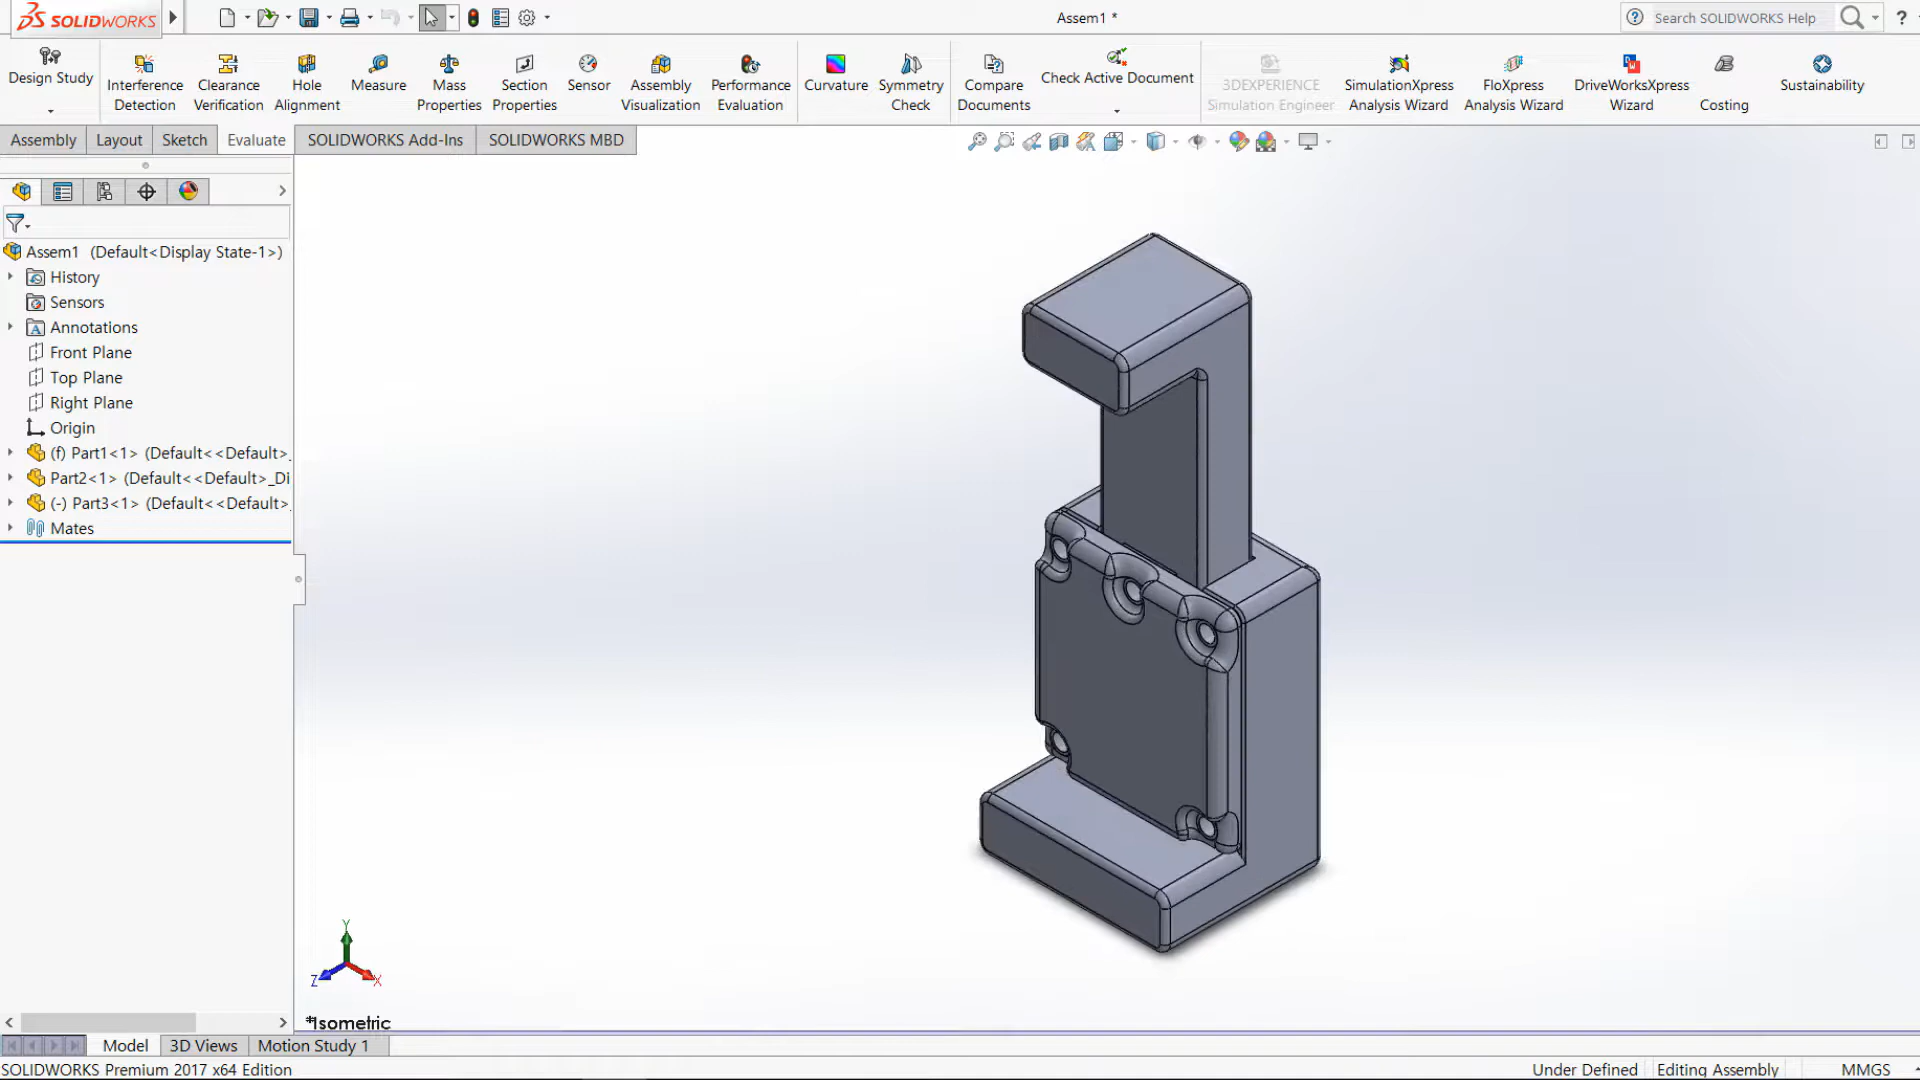 SOLIDWORKS
Assem1 *
Search SOLIDWORKS Help
?
Design Study
Interference Detection
Clearance Verification
Hole Alignment
Measure
Mass Properties
Section Properties
Sensor
Assembly Visualization
Performance Evaluation
Curvature
Symmetry Check
Compare Documents
Check Active Document
3DEXPERIENCE Simulation Engineer
SimulationXpress Analysis Wizard
FloXpress Analysis Wizard
DriveWorksXpress Wizard
Costing
Sustainability
Assembly
Layout
Sketch
Evaluate
SOLIDWORKS Add-Ins
SOLIDWORKS MBD
Assem1 (Default<Display State-1>)
History
Sensors
A Annotations
Front Plane
Top Plane
Right Plane
Origin
(f) Part1<1> (Default<<Default>_
Part2<1> (Default<<Default>_Di
(-) Part3<1> (Default<<Default>_
Mates
Y
Z
X
*Isometric
Model
3D Views
Motion Study 1
SOLIDWORKS Premium 2017 x64 Edition
Under Defined
Editing Assembly
MMGS